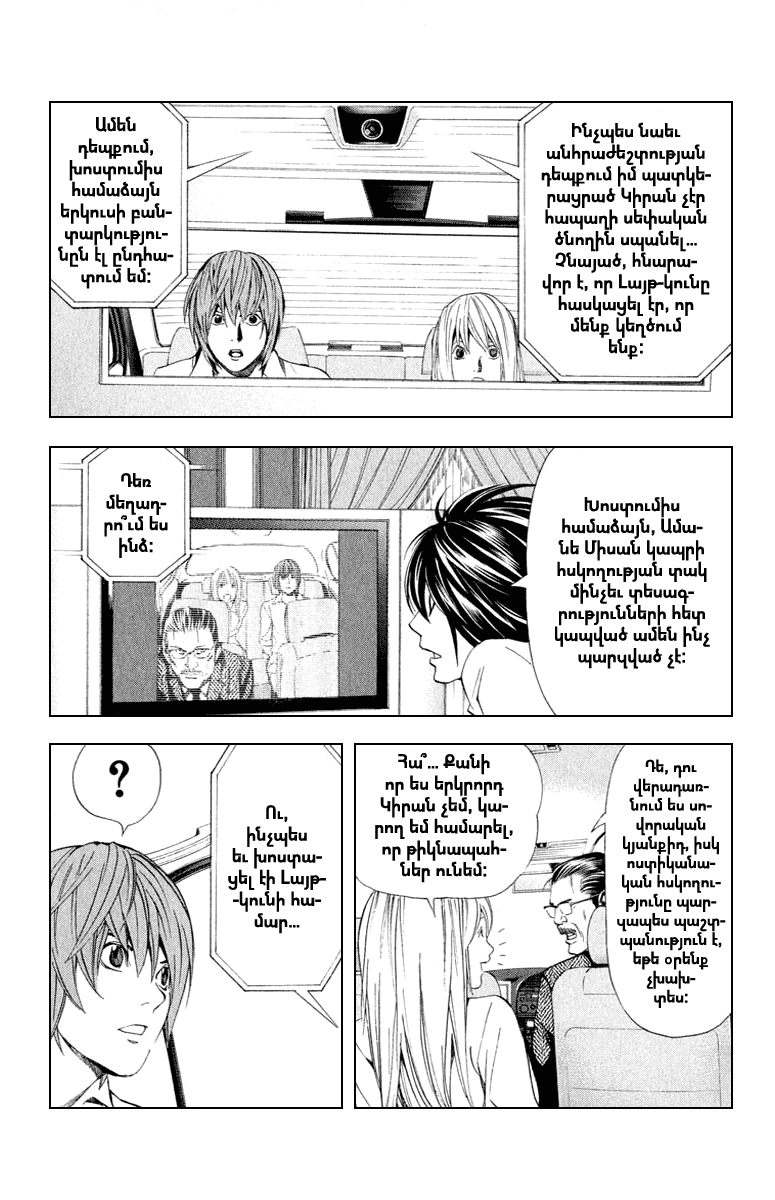 Ինչպես նաեւ
անհրաժեշտության
դեպքում իմ պատկե-
րացրած Կիրան չէր
հապաղի սեփական
ծնողին սպանել...
Չնայած, հնարա-
վոր է, որ Լայթ-կունը
հասկացել էր, որ
մենք կեղծում
ենք:
Ամեն
դեպքում,
խոստումիս
համաձայն
երկուսի բան-
տարկությու-
նըն էլ ընդհա-
տում եմ:
Խոստումիս
համաձայն, Ամա-
նե Միսան կապրի
հսկողության տակ
մինչեւ տեսագ-
րությունների հետ
կապված ամեն ինչ
պարզված չէ:
Դեռ
մեղադ-
րո՞ւմ ես
ինձ:
Դե, դու
վերադառ-
նում ես սո-
վորական
կյանքիդ, իսկ
ոստիկանա-
կան հսկողու-
թյունը պար-
զապես պաշտ-
պանություն է,
եթե օրենք
չխախ-
տես:
Հա՞... Քանի
որ ես երկրորդ
Կիրան չեմ, կա-
րող եմ համարել,
որ թիկնապահ-
ներ ունեմ:
Ու,
ինչպես
եւ խոստա-
ցել էի Լայթ-
-կունի հա-
մար...
?